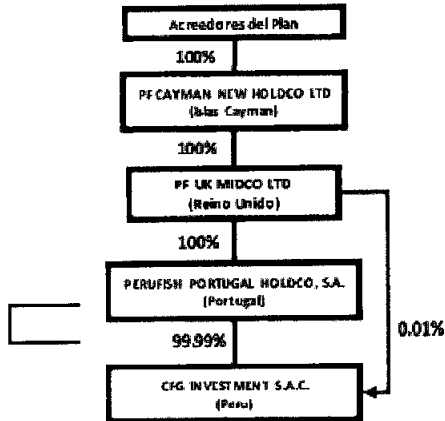 Acreedores del Plan
100%
PF CAYMAN NEW HOLDCO LTD
(Islas Cayman)
100%
PF UK MIDCO LTD
(Reino Unido)
100%
PERUFISH PORTUGAL HOLDCO, S.A.
(Portugal)
0.01%
99.99%
CFG INVESTMENT S.A.C.
(Peru)